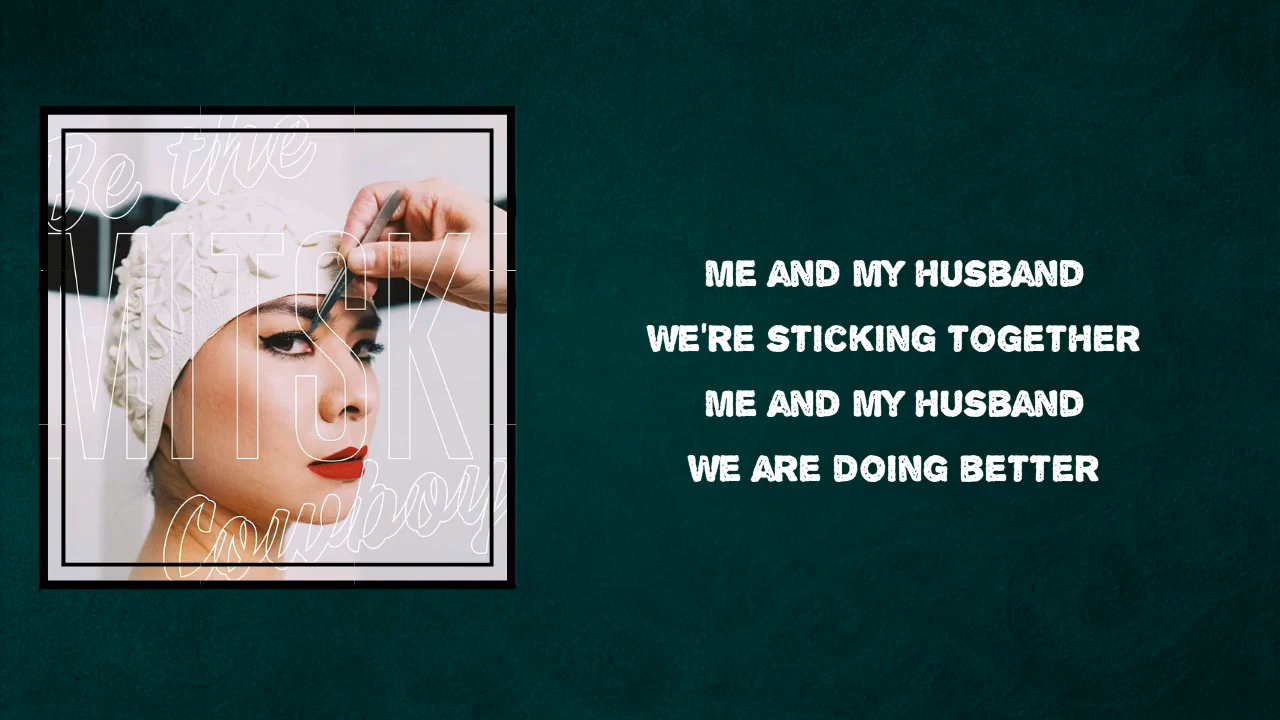 Be the
MITSKI
Cowboy
ME AND MY HUSBAND
WE'RE STICKING TOGETHER
ME AND MY HUSBAND
WE ARE DOING BETTER